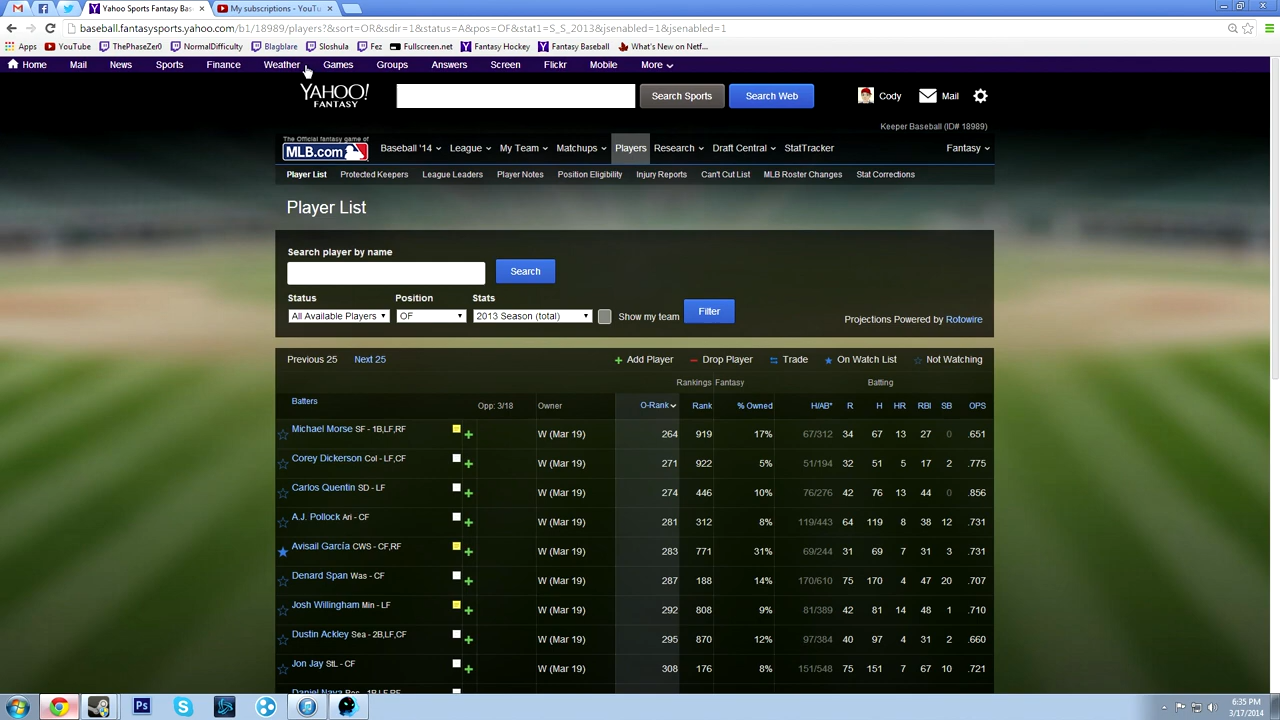 Yahoo Sports Fantasy Bas
My subscriptions - YouTu
baseball.fantasysports.yahoo.com/b1/18989/players?&sort=OR&sdir=1&status=A&pos=OF&stat1=S_S_2013&jsenabled=1&jsenabled=1
Apps YouTube ThePhaseZer0 NormalDifficulty Blagblare Sloshula Fez Fullscreen.net Fantasy Hockey Fantasy Baseball What's New on Netf...
Home Mail News Sports Finance Weather Games Groups Answers Screen Flickr Mobile More
YAHOO! FANTASY
Search Sports Search Web Cody Mail
Keeper Baseball (ID# 18989)
The Official fantasy game of
MLB.com
Baseball '14 League My Team Matchups Players Research Draft Central StatTracker Fantasy
Player List Protected Keepers League Leaders Player Notes Position Eligibility Injury Reports Can't Cut List MLB Roster Changes Stat Corrections
Player List
Search player by name
Search
Status Position Stats
All Available Players OF 2013 Season (total) Show my team Filter
Projections Powered by Rotowire
Previous 25 Next 25 Add Player Drop Player Trade On Watch List Not Watching
Rankings Fantasy Batting
Batters Opp: 3/18 Owner O-Rank Rank % Owned H/AB* R H HR RBI SB OPS
Michael Morse SF - 1B,LF,RF W (Mar 19) 264 919 17% 67/312 34 67 13 27 0 .651
Corey Dickerson Col - LF,CF W (Mar 19) 271 922 5% 51/194 32 51 5 17 2 .775
Carlos Quentin SD - LF W (Mar 19) 274 446 10% 76/276 42 76 13 44 0 .856
A.J. Pollock Ari - CF W (Mar 19) 281 312 8% 119/443 64 119 8 38 12 .731
Avisail García CWS - CF,RF W (Mar 19) 283 771 31% 69/244 31 69 7 31 3 .731
Denard Span Was - CF W (Mar 19) 287 188 14% 170/610 75 170 4 47 20 .707
Josh Willingham Min - LF W (Mar 19) 292 808 9% 81/389 42 81 14 48 1 .710
Dustin Ackley Sea - 2B,LF,CF W (Mar 19) 295 870 12% 97/384 40 97 4 31 2 .660
Jon Jay StL - CF W (Mar 19) 308 176 8% 151/548 75 151 7 67 10 .721
Daniel Nava Bos - 1B,LF,RF
6:35 PM
3/17/2014